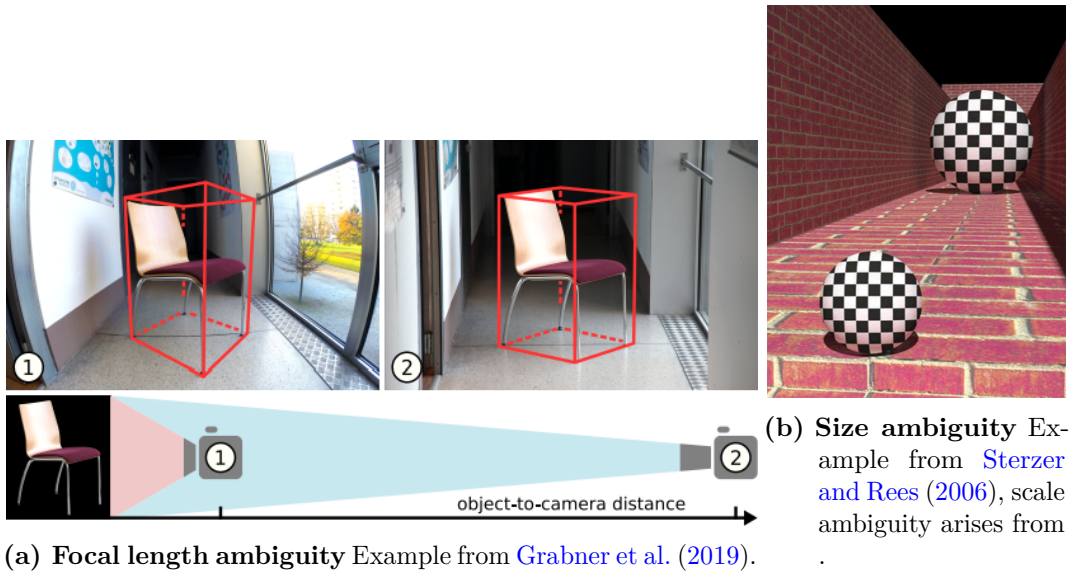 1
2
1
2
object-to-camera distance
(a) Focal length ambiguity Example from Grabner et al. (2019).
(b) Size ambiguity Ex-
ample from Sterzer
and Rees (2006), scale
ambiguity arises from
.